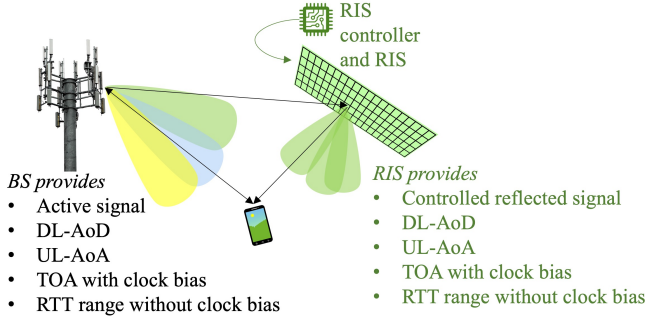 RIS
controller
and RIS
BS provides
• Active signal
• DL-AoD
• UL-AoA
• TOA with clock bias
• RTT range without clock bias
RIS provides
• Controlled reflected signal
• DL-AoD
• UL-AoA
• TOA with clock bias
• RTT range without clock bias